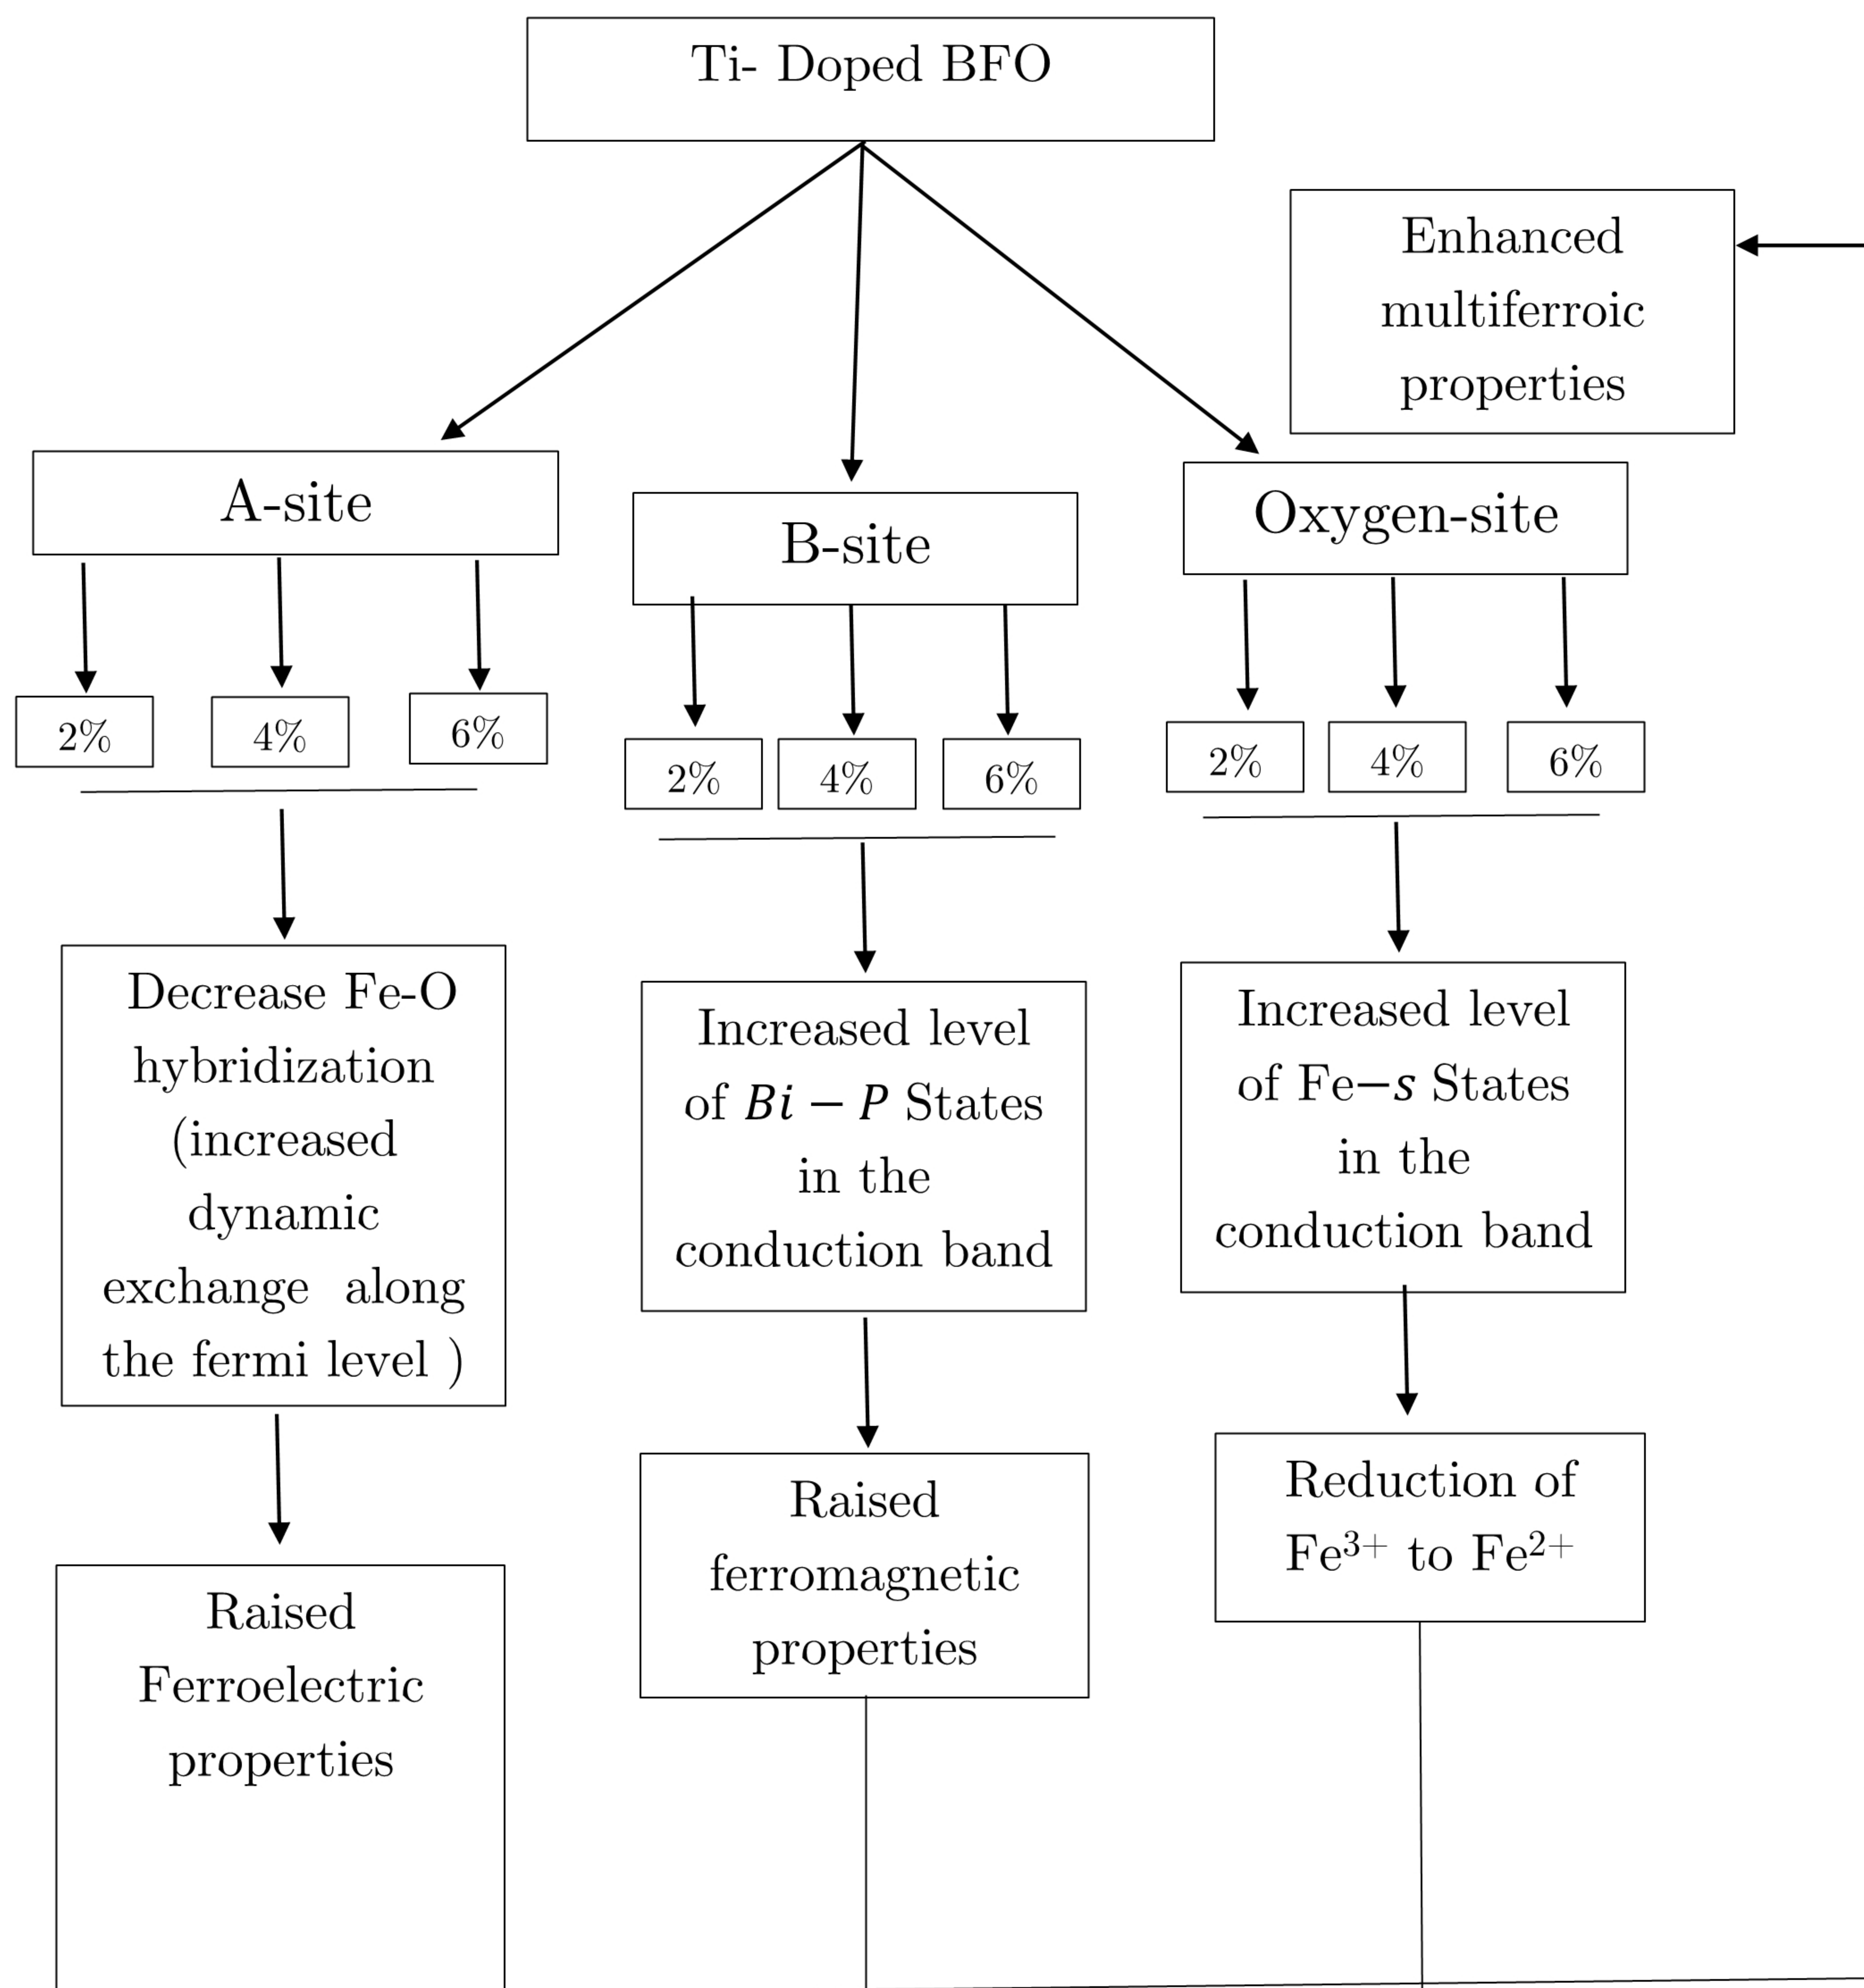 Ti- Doped BFO
Enhanced
multiferroic
properties
A-site
B-site
Oxygen-site
2%
4%
6%
2%
4%
6%
2%
4%
6%
Decrease Fe-O
hybridization
(increased
dynamic
exchange along
the fermi level )
Increased level
of Bi − P States
in the
conduction band
Increased level
of Fe−s States
in the
conduction band
Raised
Ferroelectric
properties
Raised
ferromagnetic
properties
Reduction of
Fe³⁺ to Fe²⁺